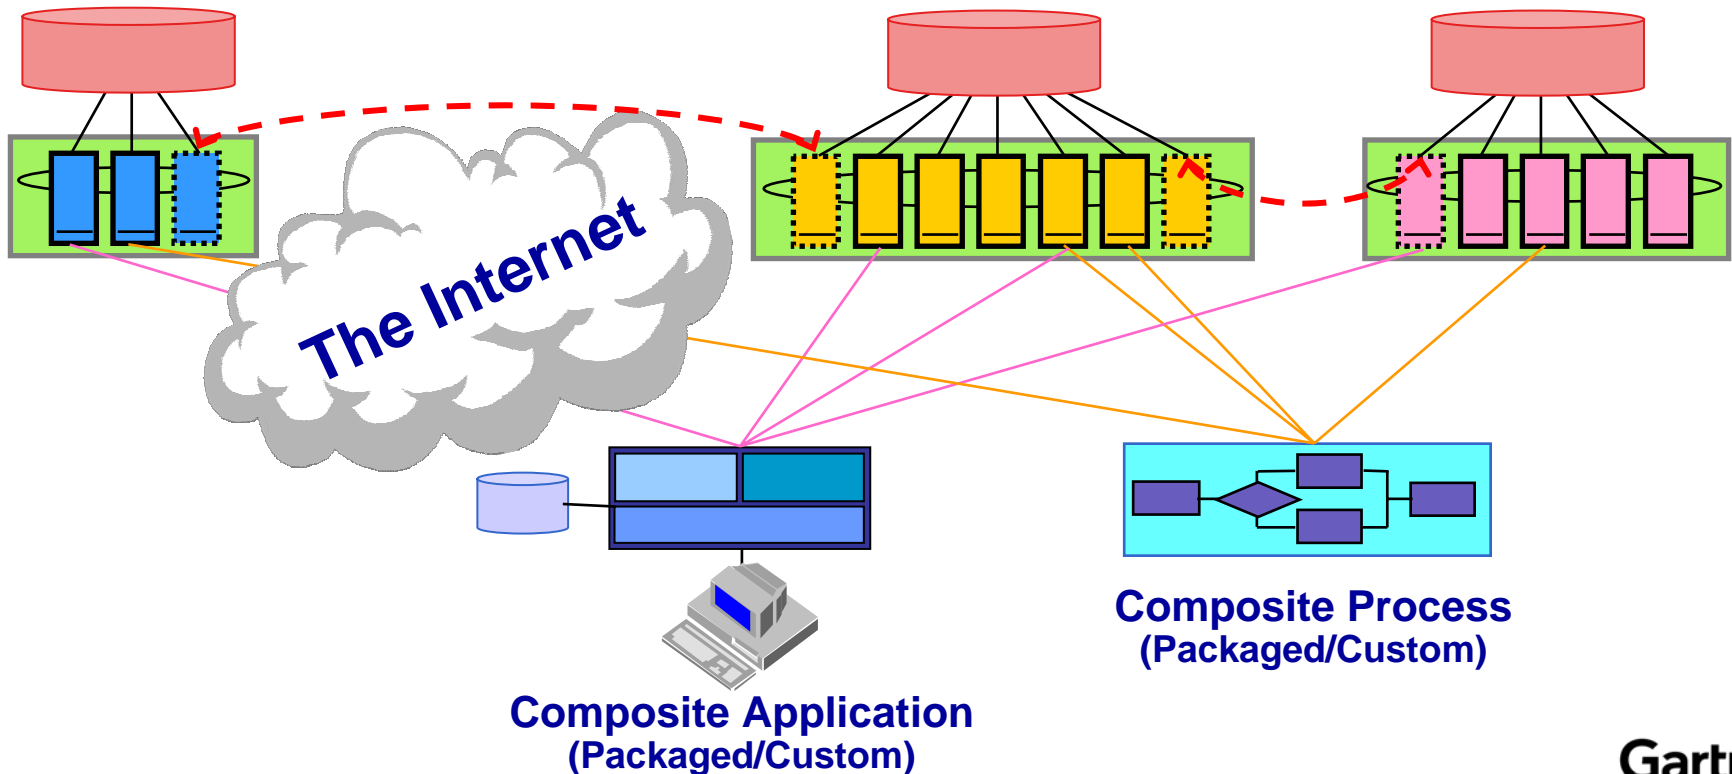 The Internet
Composite Process
(Packaged/Custom)
Composite Application
(Packaged/Custom)